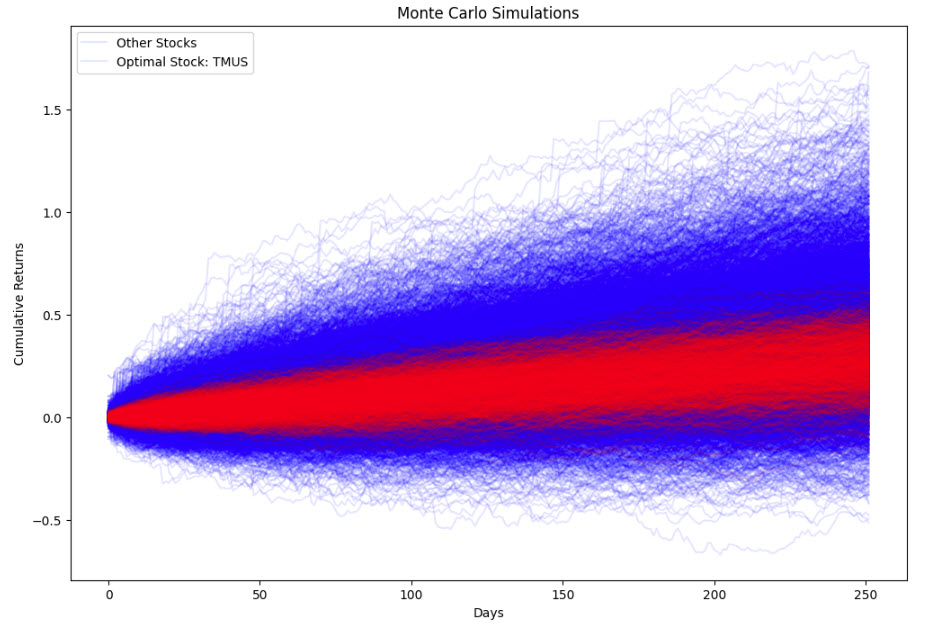 Monte Carlo Simulations
Other Stocks
Optimal Stock: TMUS
1.5
1.0
0.5
0.0
−0.5
Cumulative Returns
0 50 100 150 200 250
Days